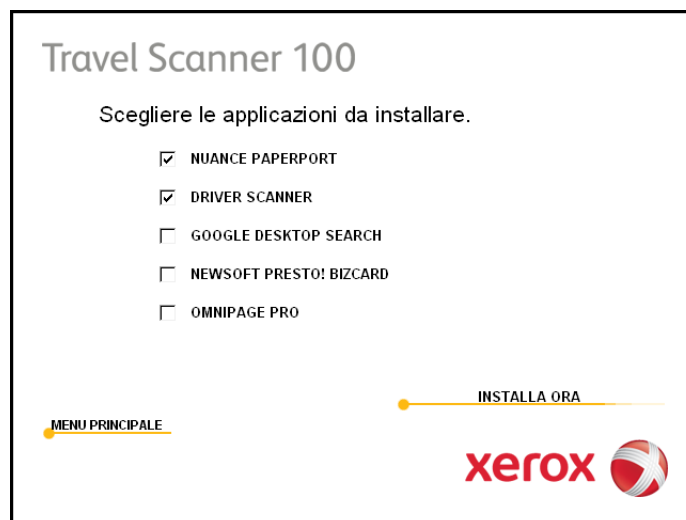 Travel Scanner 100
Scegliere le applicazioni da installare.
NUANCE PAPERPORT
DRIVER SCANNER
GOOGLE DESKTOP SEARCH
NEWSOFT PRESTO! BIZCARD
OMNIPAGE PRO
INSTALLA ORA
MENU PRINCIPALE
xerox